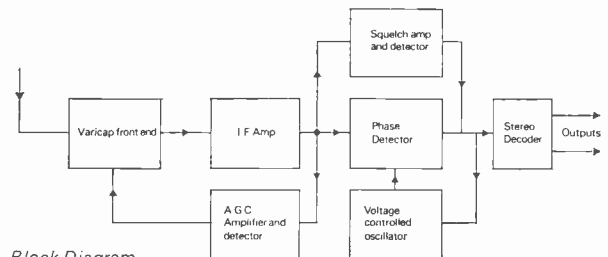 Squelch amp
and detector
Varicap front end
I F Amp
Phase
Detector
Stereo
Decoder
Outputs
A G C
Amplifier and
detector
Voltage
controlled
oscillator
Block Diagram